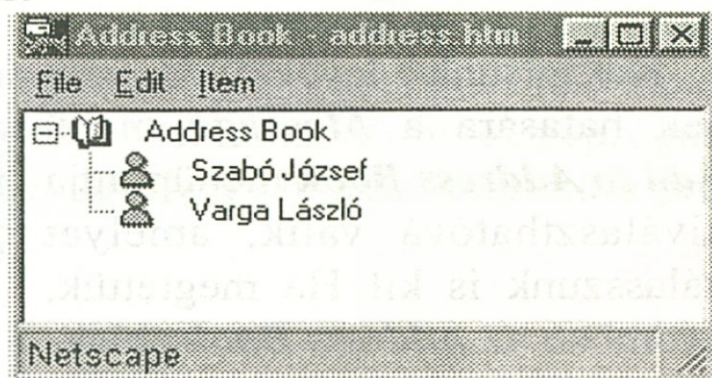 Address Book - address.htm
File Edit Item
Address Book
Szabó József
Varga László
Netscape